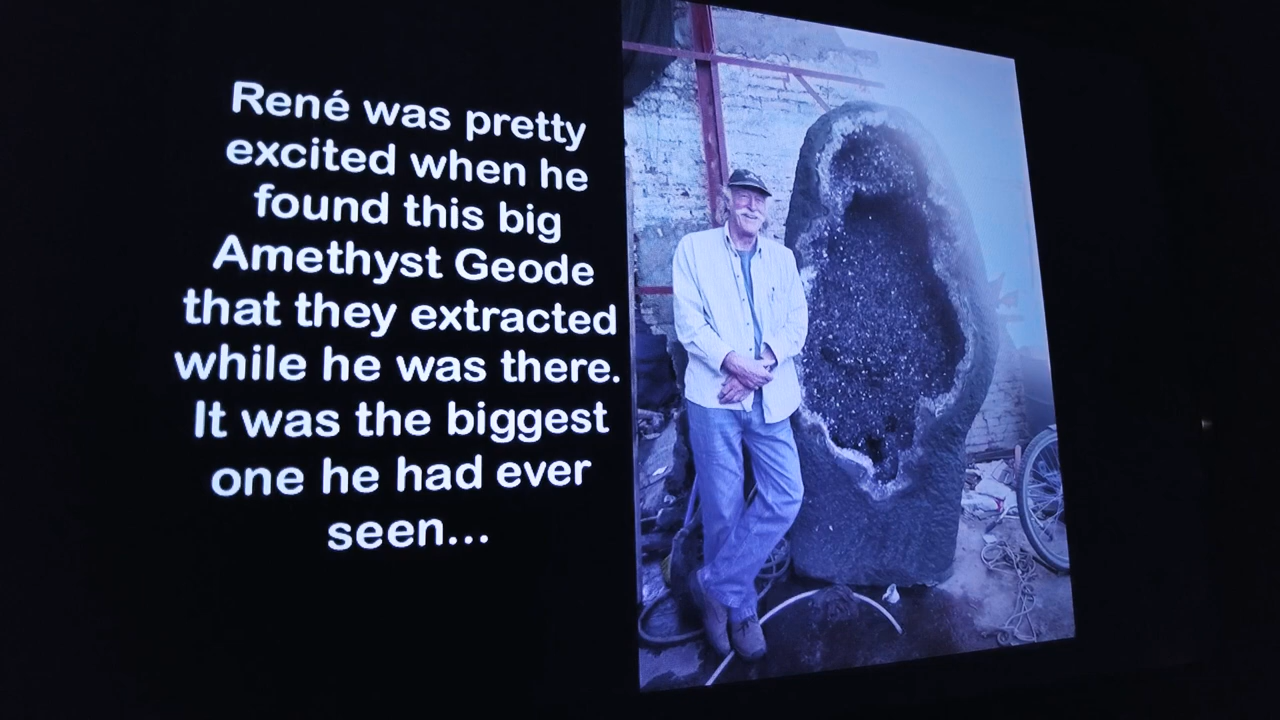 René was pretty
excited when he
found this big
Amethyst Geode
that they extracted
while he was there.
It was the biggest
one he had ever
seen...